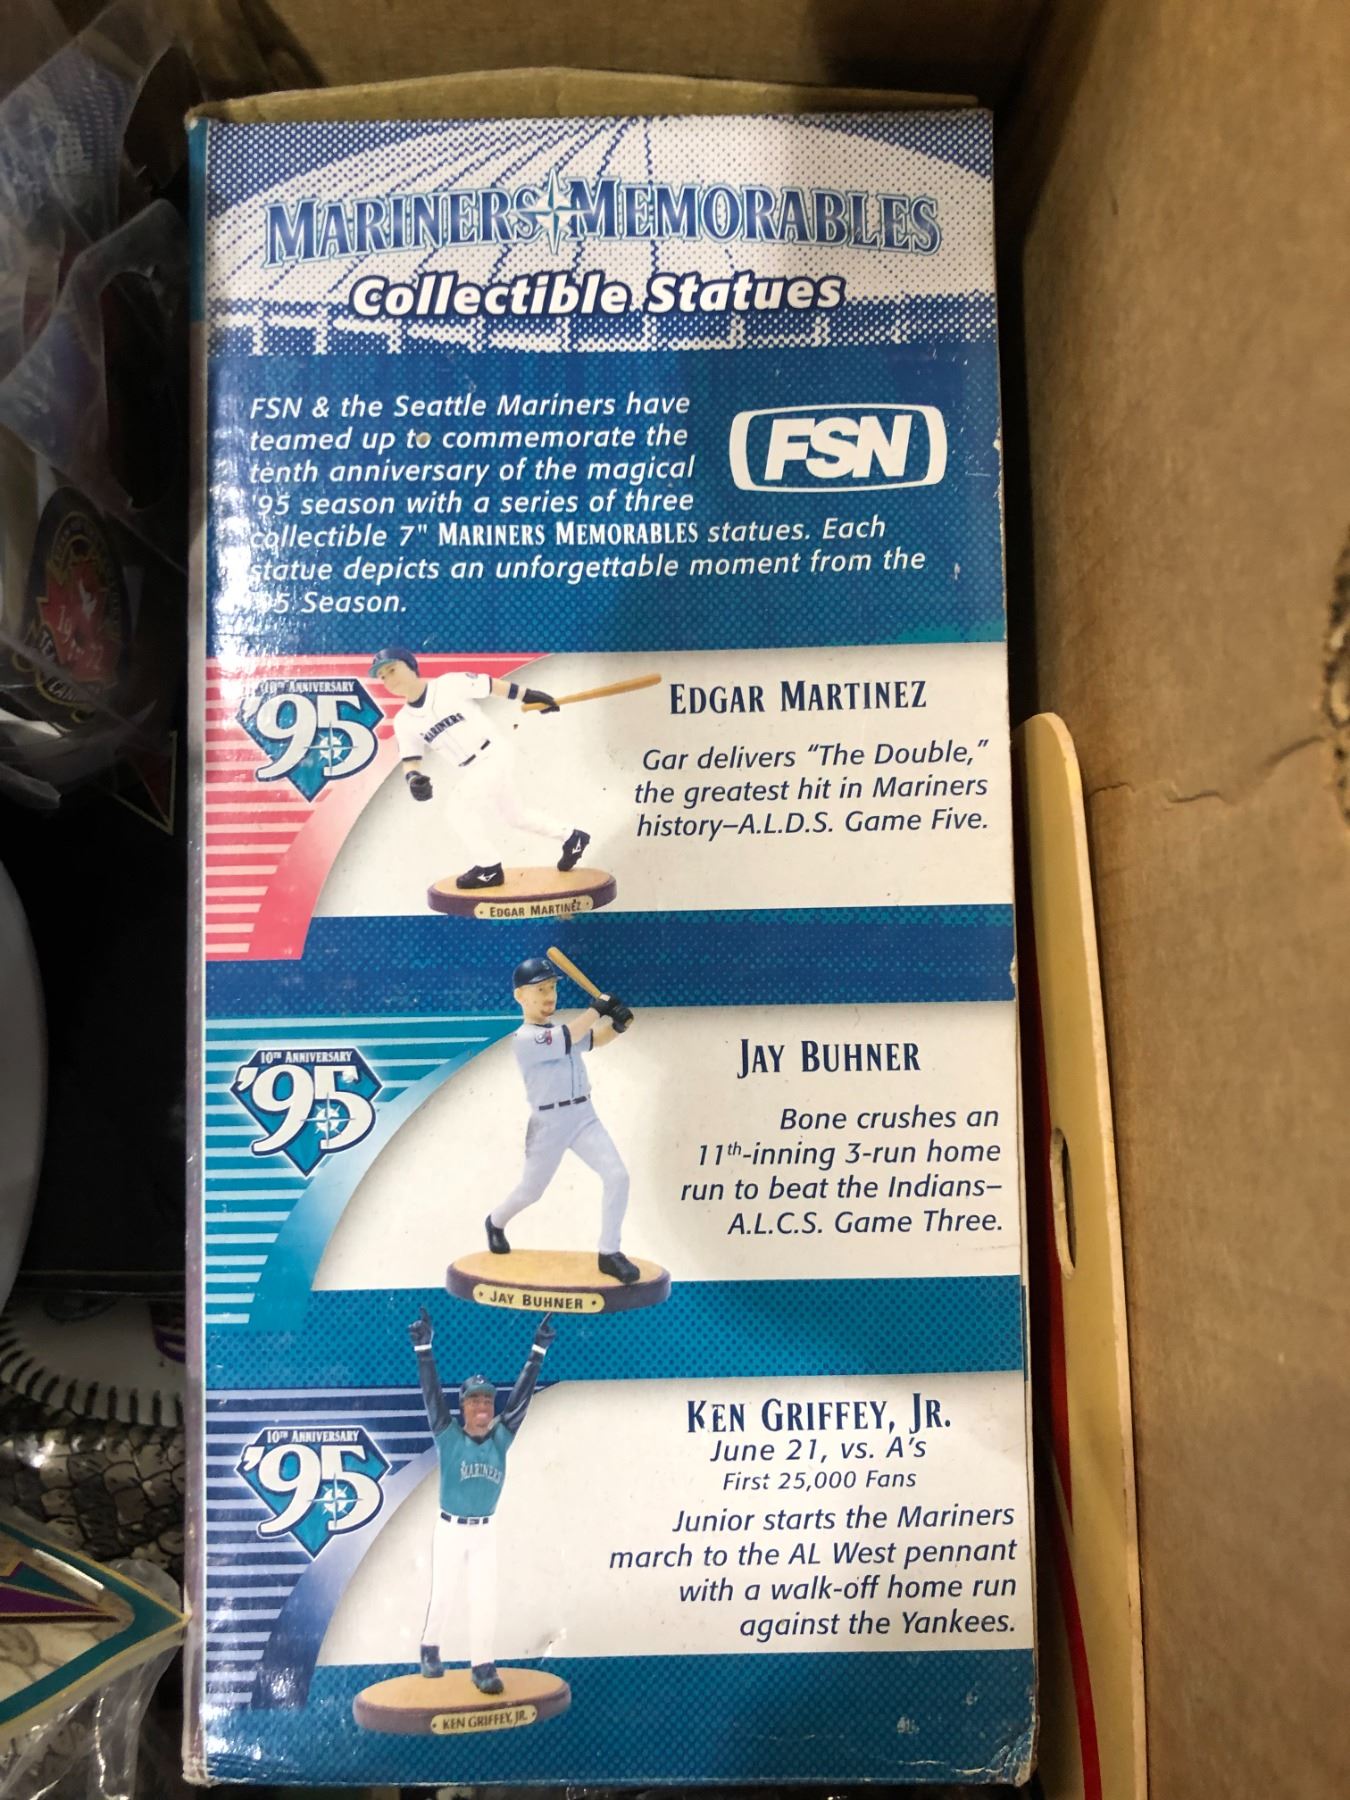 MARINERS MEMORABLES
Collectible Statues
FSN & the Seattle Mariners have
teamed up to commemorate the
tenth anniversary of the magical
'95 season with a series of three
collectible 7" MARINERS MEMORABLES statues. Each
statue depicts an unforgettable moment from the
'95 Season.
FSN
10TH ANNIVERSARY
'95
MARINERS
• EDGAR MARTINEZ •
EDGAR MARTINEZ
Gar delivers “The Double,”
the greatest hit in Mariners
history–A.L.D.S. Game Five.
10TH ANNIVERSARY
'95
• JAY BUHNER •
JAY BUHNER
Bone crushes an
11th-inning 3-run home
run to beat the Indians–
A.L.C.S. Game Three.
10TH ANNIVERSARY
'95
MARINERS
• KEN GRIFFEY, JR. •
KEN GRIFFEY, JR.
June 21, vs. A’s
First 25,000 Fans
Junior starts the Mariners
march to the AL West pennant
with a walk-off home run
against the Yankees.